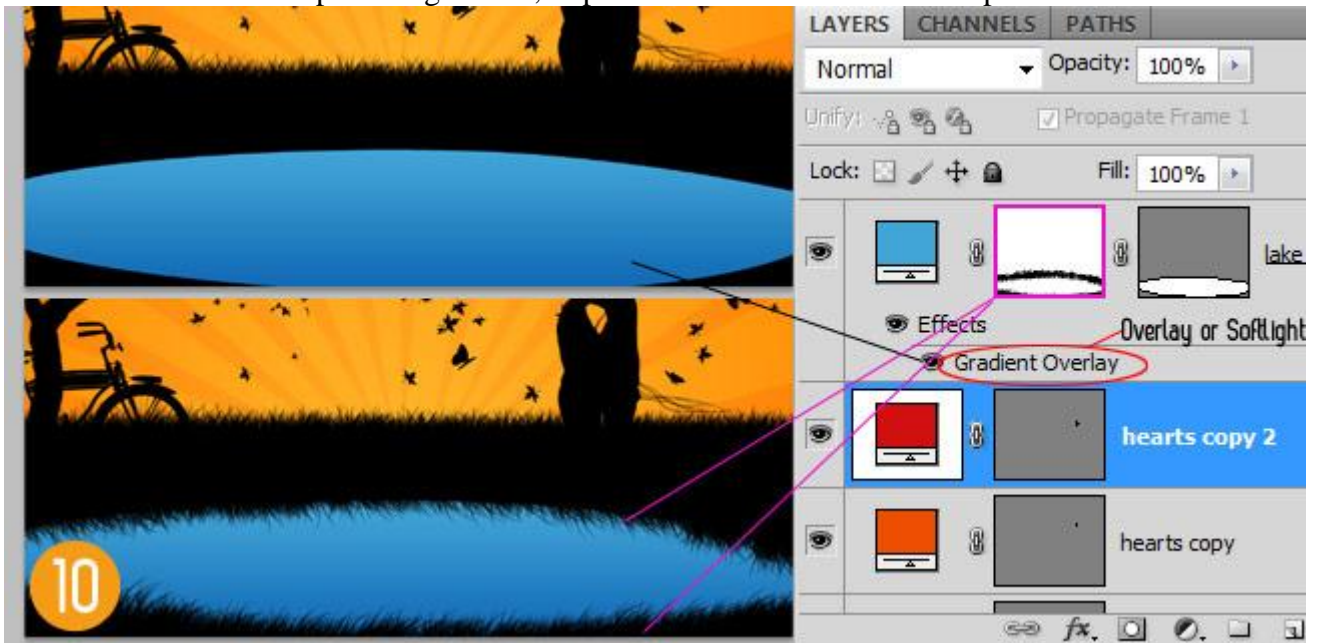 LAYERS CHANNELS PATHS
Normal Opacity: 100%
Unify: Propagate Frame 1
Lock: Fill: 100%
lake
Effects
Overlay or Softlight
Gradient Overlay
hearts copy 2
hearts copy
10
fx.